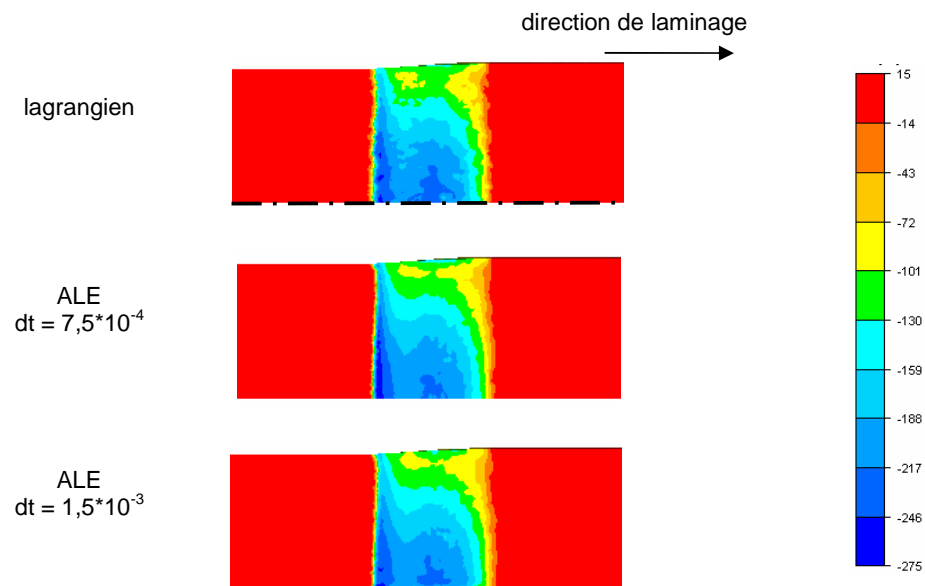 direction de laminage
lagrangien
ALE
dt = 7,5*10⁻⁴
ALE
dt = 1,5*10⁻³
15
-14
-43
-72
-101
-130
-159
-188
-217
-246
-275